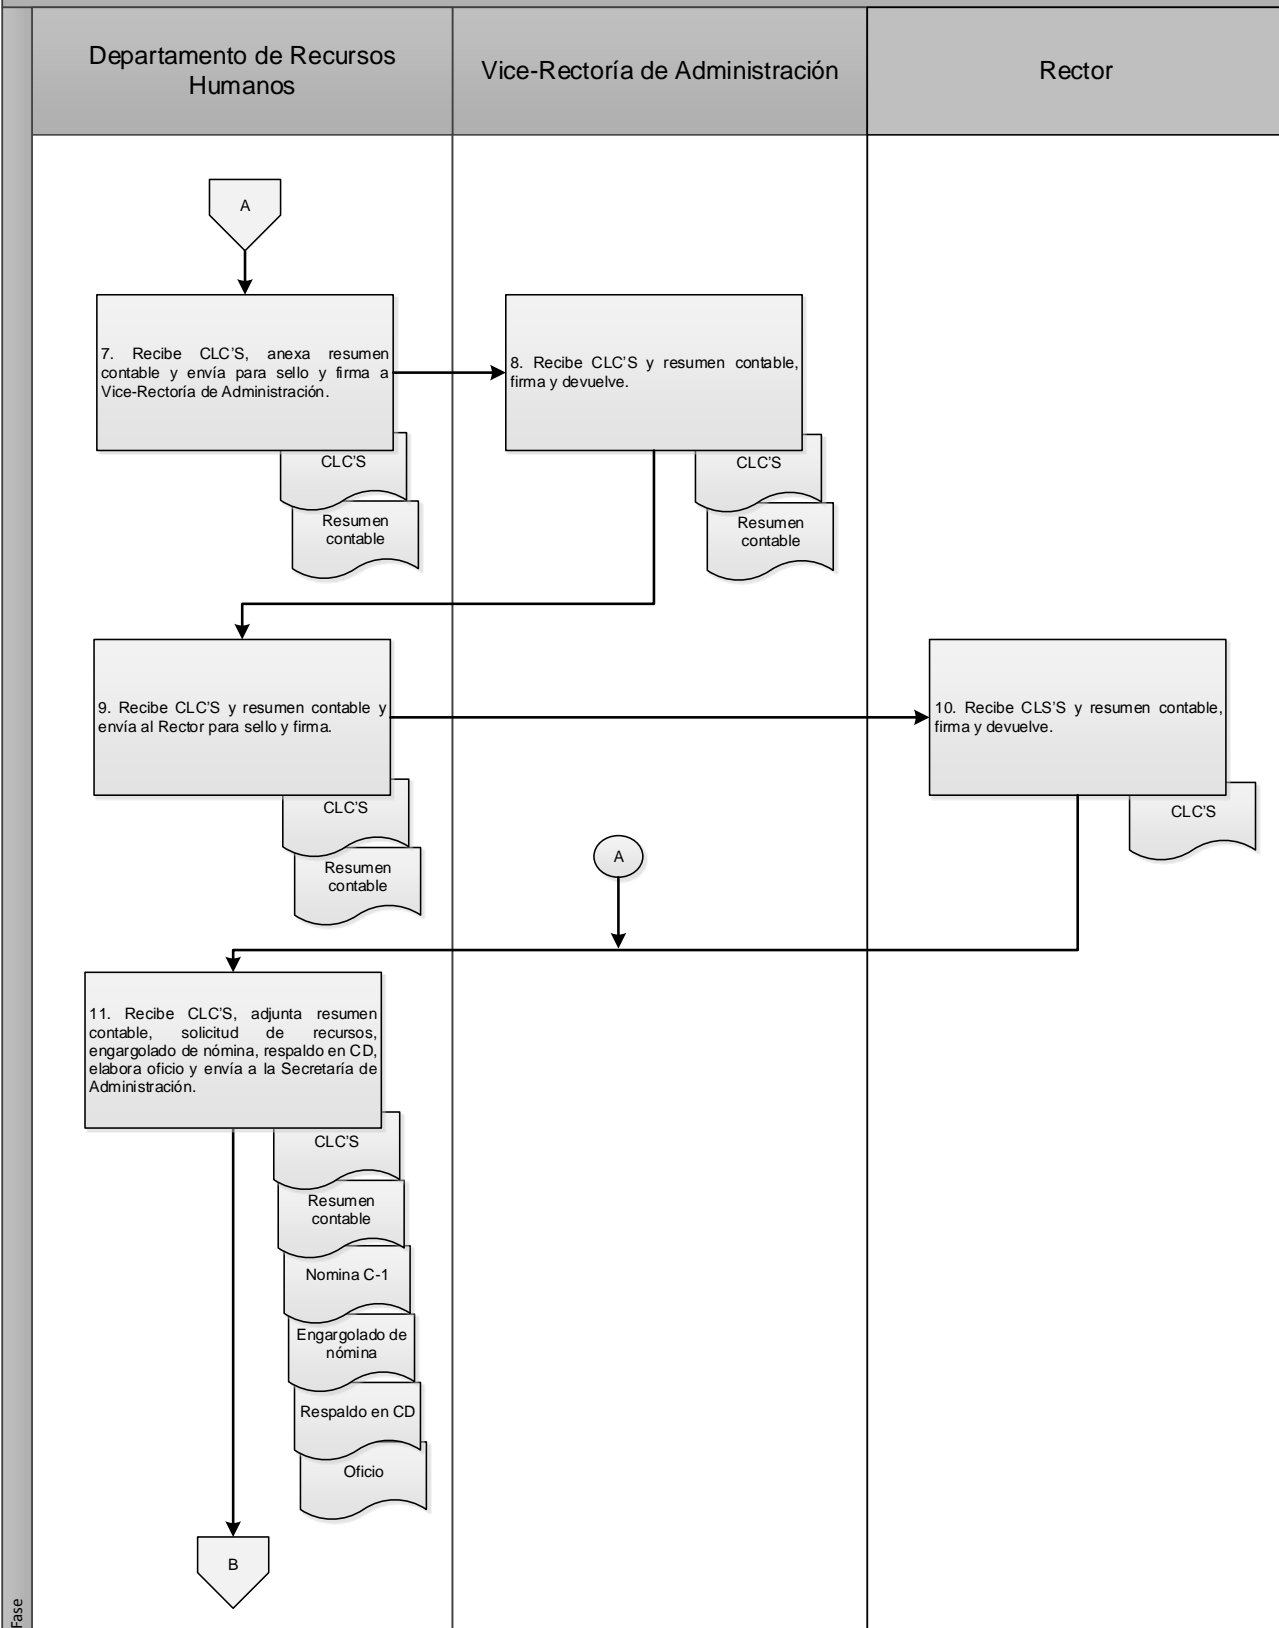 Departamento de Recursos
Humanos
Vice-Rectoría de Administración
Rector
A
7. Recibe CLC’S, anexa resumen
contable y envía para sello y firma a
Vice-Rectoría de Administración.
CLC’S
Resumen
contable
8. Recibe CLC’S y resumen contable,
firma y devuelve.
CLC’S
Resumen
contable
9. Recibe CLC’S y resumen contable y
envía al Rector para sello y firma.
CLC’S
Resumen
contable
10. Recibe CLS’S y resumen contable,
firma y devuelve.
CLC’S
A
11. Recibe CLC’S, adjunta resumen
contable, solicitud de recursos,
engargolado de nómina, respaldo en CD,
elabora oficio y envía a la Secretaría de
Administración.
CLC’S
Resumen
contable
Nomina C-1
Engargolado de
nómina
Respaldo en CD
Oficio
B
Fase